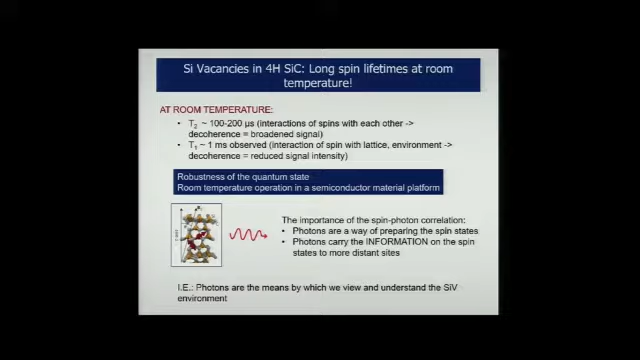 Si Vacancies in 4H SiC: Long spin lifetimes at room
temperature!
AT ROOM TEMPERATURE:
• T2 ~ 100-200 µs (interactions of spins with each other ->
decoherence = broadened signal)
• T1 ~ 1 ms observed (interaction of spin with lattice, environment ->
decoherence = reduced signal intensity)
Robustness of the quantum state
Room temperature operation in a semiconductor material platform
The importance of the spin-photon correlation:
• Photons are a way of preparing the spin states
• Photons carry the INFORMATION on the spin
states to more distant sites
I.E.: Photons are the means by which we view and understand the SiV
environment